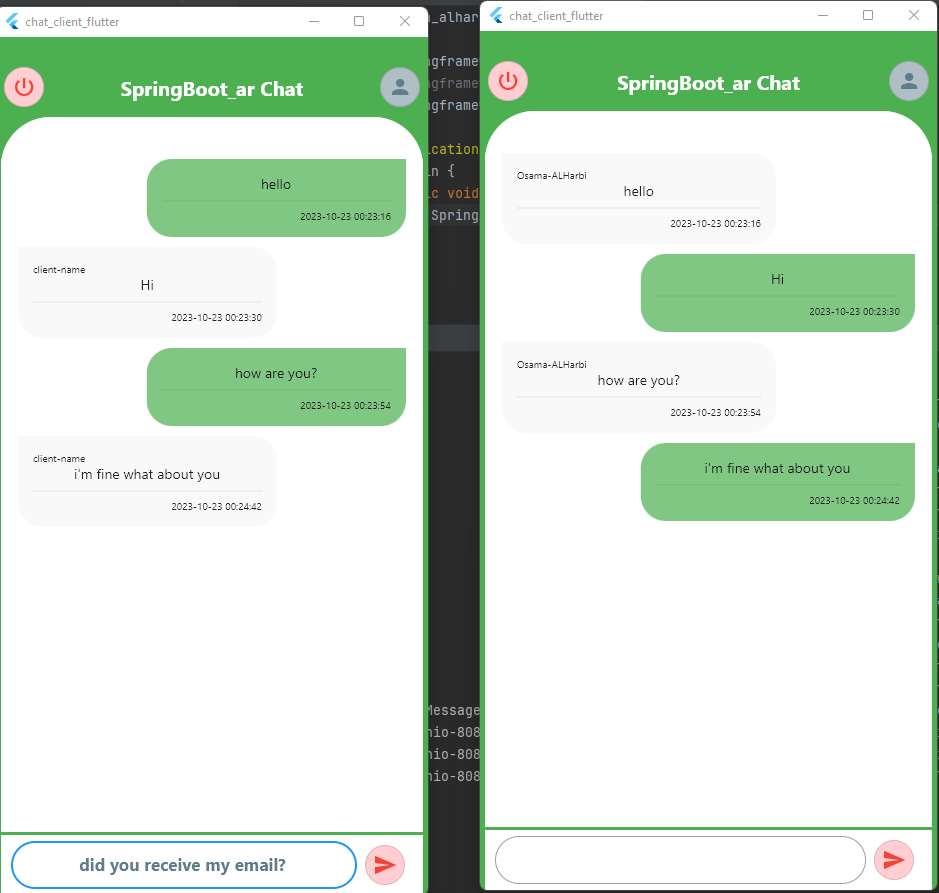 chat_client_flutter
SpringBoot_ar Chat
hello
2023-10-23 00:23:16
client-name
Hi
2023-10-23 00:23:30
how are you?
2023-10-23 00:23:54
client-name
i'm fine what about you
2023-10-23 00:24:42
did you receive my email?
_alhar
ngframe
ngframe
ngframe
cation
in {
ic void
Spring
Message
nio-808
nio-808
nio-808
chat_client_flutter
SpringBoot_ar Chat
Osama-ALHarbi
hello
2023-10-23 00:23:16
Hi
2023-10-23 00:23:30
Osama-ALHarbi
how are you?
2023-10-23 00:23:54
i'm fine what about you
2023-10-23 00:24:42